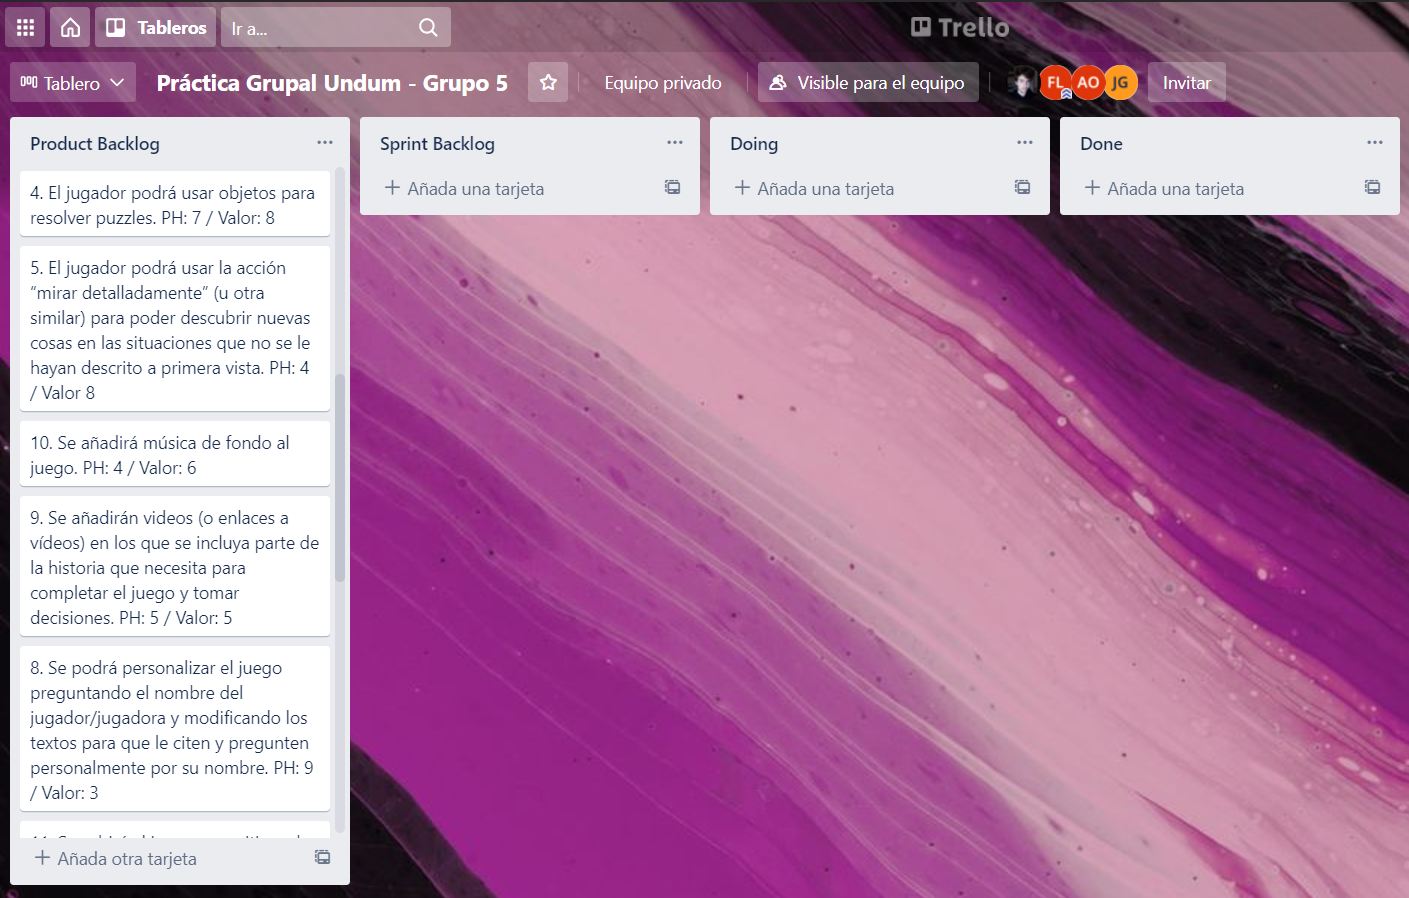 Tableros
Ir a...
Trello
Tablero
Práctica Grupal Undum - Grupo 5
Equipo privado
Visible para el equipo
FL
AO
JG
Invitar
Product Backlog
4. El jugador podrá usar objetos para
resolver puzzles. PH: 7 / Valor: 8
5. El jugador podrá usar la acción
“mirar detalladamente” (u otra
similar) para poder descubrir nuevas
cosas en las situaciones que no se le
hayan descrito a primera vista. PH: 4
/ Valor 8
10. Se añadirá música de fondo al
juego. PH: 4 / Valor: 6
9. Se añadirán videos (o enlaces a
vídeos) en los que se incluya parte de
la historia que necesita para
completar el juego y tomar
decisiones. PH: 5 / Valor: 5
8. Se podrá personalizar el juego
preguntando el nombre del
jugador/jugadora y modificando los
textos para que le citen y pregunten
personalmente por su nombre. PH: 9
/ Valor: 3
Añada otra tarjeta
Sprint Backlog
Añada una tarjeta
Doing
Añada una tarjeta
Done
Añada una tarjeta